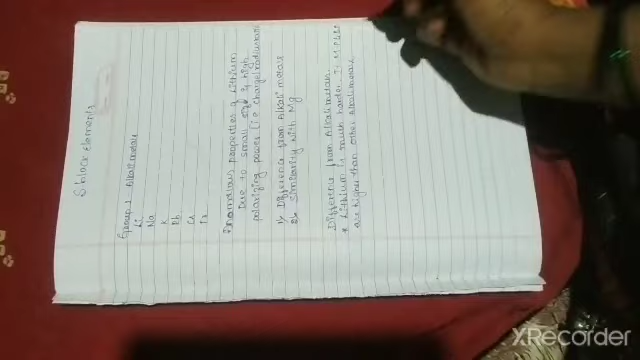 S block elements
Group 1 Alkali metals
Li
Na
K
Rb
Cs
Fr
Anamolous properties of Lithium
Due to small size & high
polarizing power (i.e charge/radius ratio
1) Difference from Alkali metals
2) Similarity with Mg
Difference from Alkali metals
* Lithium is much harder. Its M.P & B.P
are higher than other Alkali metals.
XRecorder